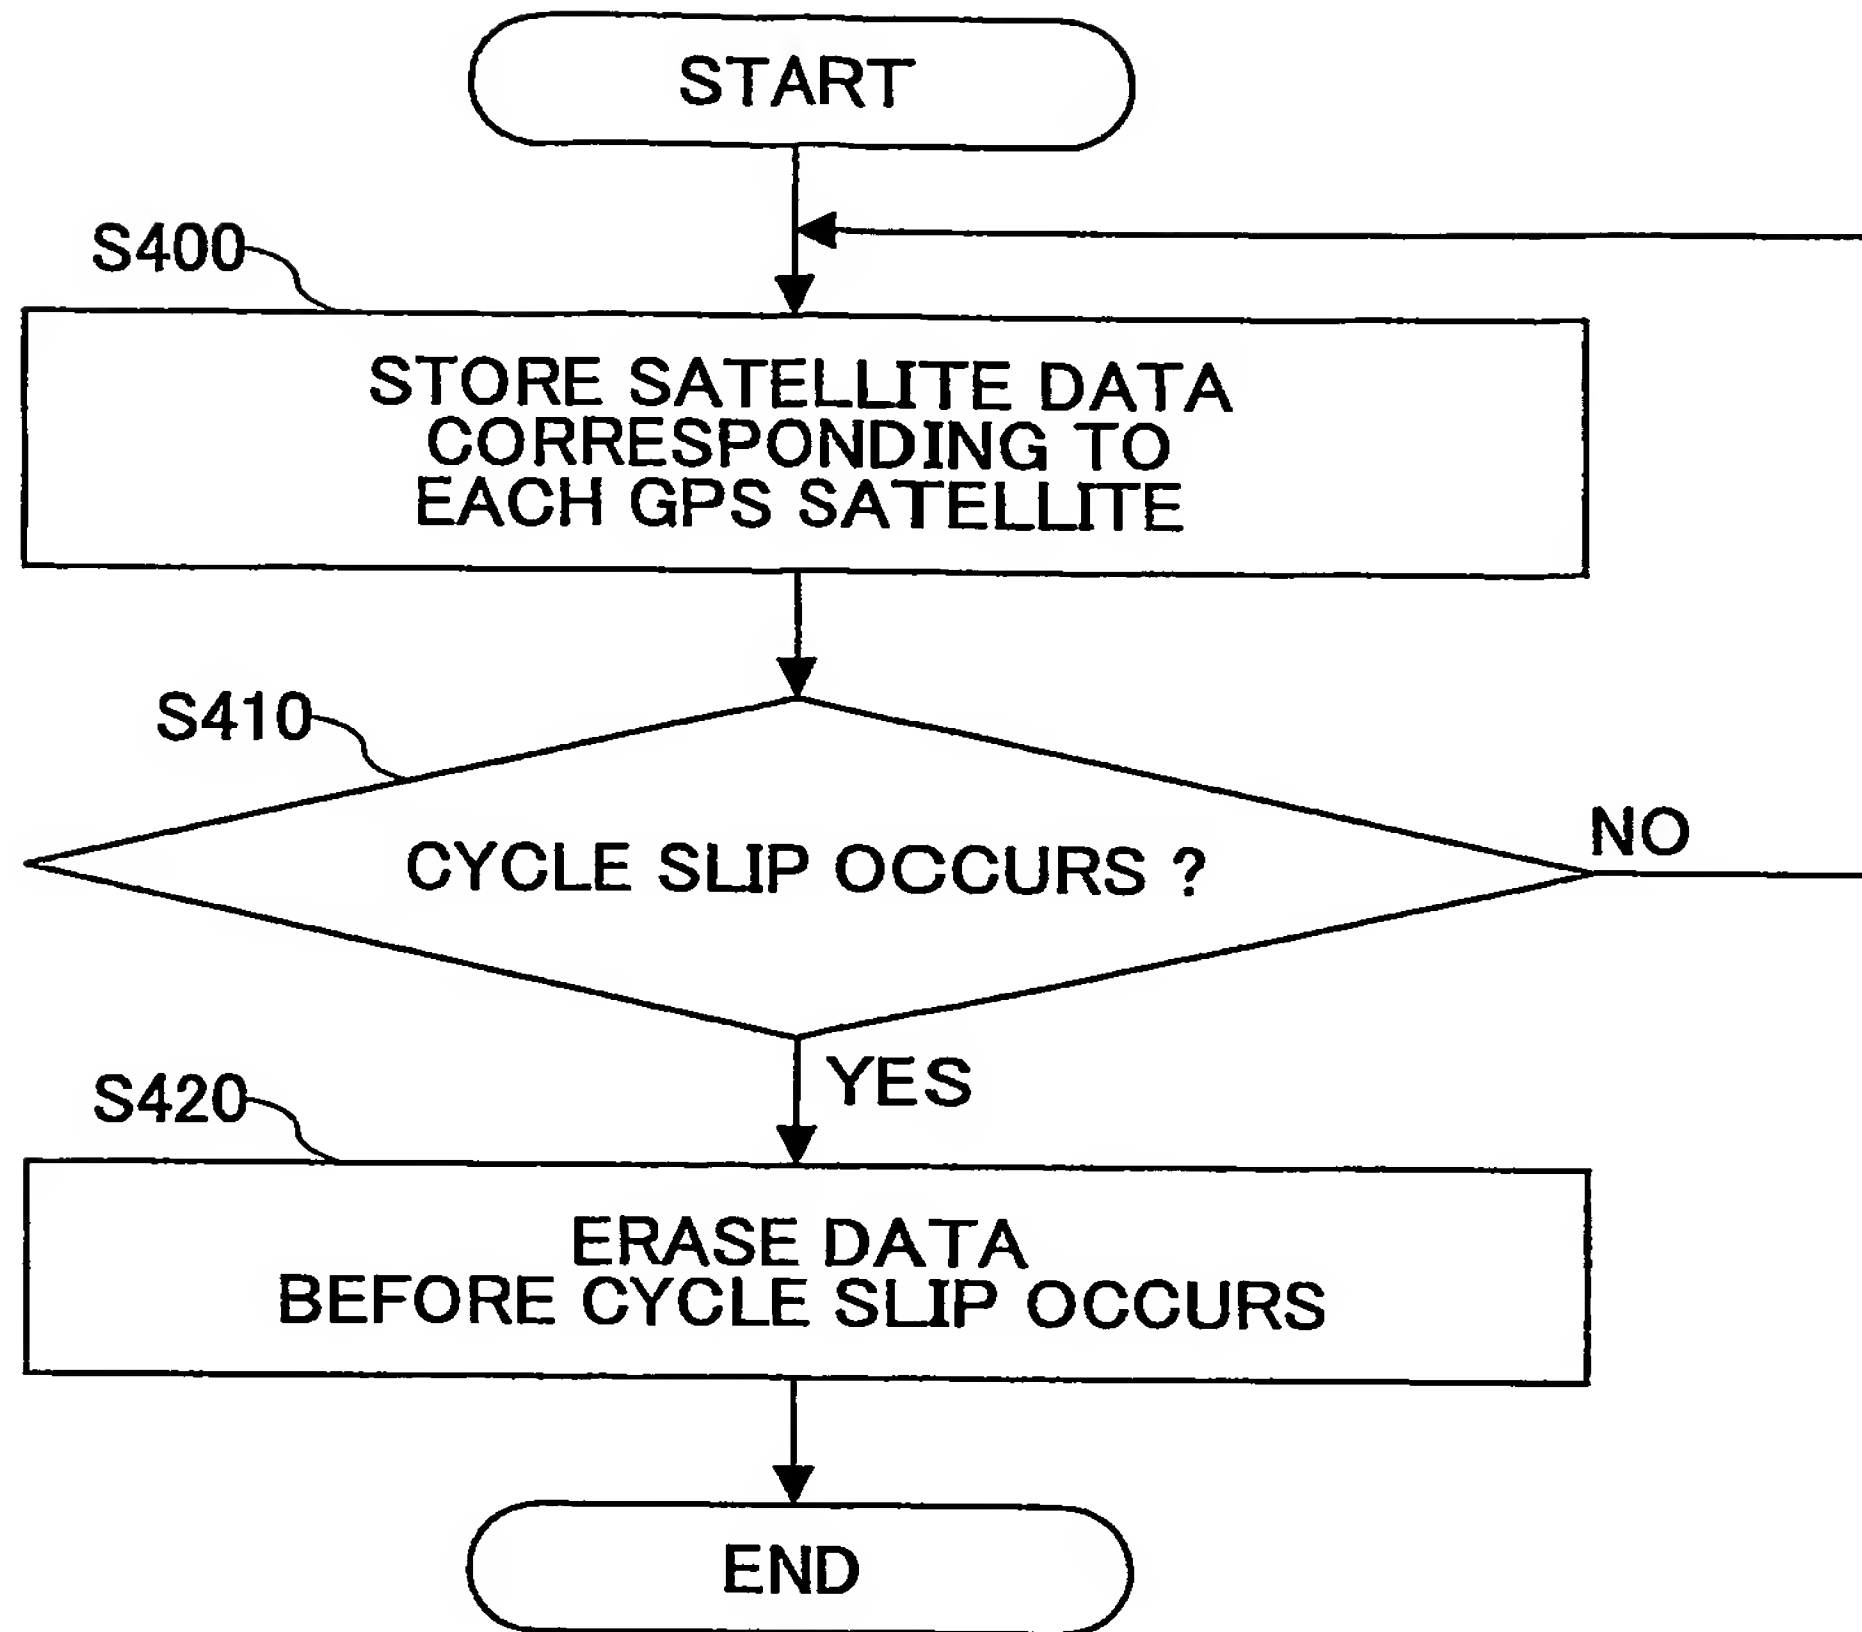 START
S400
STORE SATELLITE DATA
CORRESPONDING TO
EACH GPS SATELLITE
S410
CYCLE SLIP OCCURS ?
NO
YES
S420
ERASE DATA
BEFORE CYCLE SLIP OCCURS
END